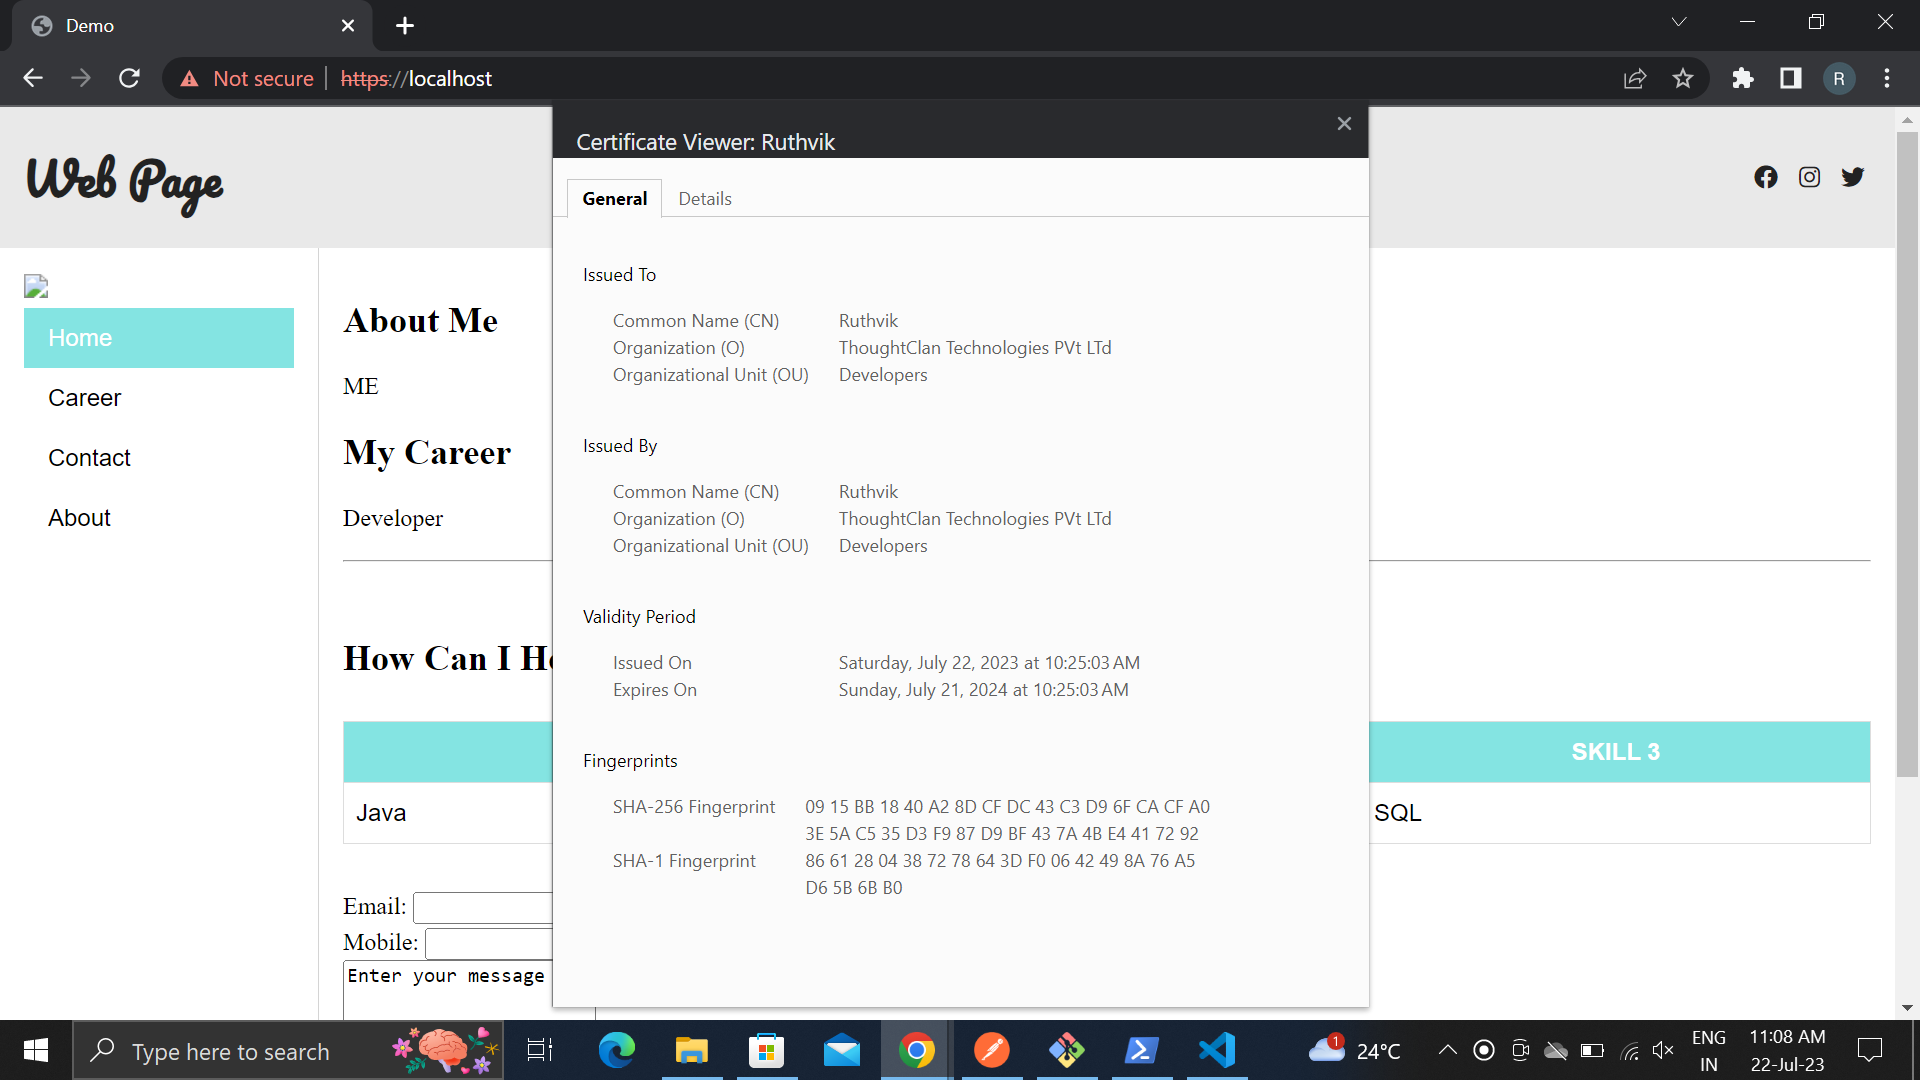 Demo
Not secure https://localhost
R
Certificate Viewer: Ruthvik
Web Page
General Details
Home
Career
Contact
About
About Me
ME
My Career
Developer
How Can I He
SKILL 3
Java
SQL
Email:
Mobile:
Enter your message
Issued To
Common Name (CN) Ruthvik
Organization (O) ThoughtClan Technologies PVt LTd
Organizational Unit (OU) Developers
Issued By
Common Name (CN) Ruthvik
Organization (O) ThoughtClan Technologies PVt LTd
Organizational Unit (OU) Developers
Validity Period
Issued On Saturday, July 22, 2023 at 10:25:03 AM
Expires On Sunday, July 21, 2024 at 10:25:03 AM
Fingerprints
SHA-256 Fingerprint 09 15 BB 18 40 A2 8D CF DC 43 C3 D9 6F CA CF A0
3E 5A C5 35 D3 F9 87 D9 BF 43 7A 4B E4 41 72 92
SHA-1 Fingerprint 86 61 28 04 38 72 78 64 3D F0 06 42 49 8A 76 A5
D6 5B 6B B0
Type here to search
1
24°C
ENG
IN
11:08 AM
22-Jul-23